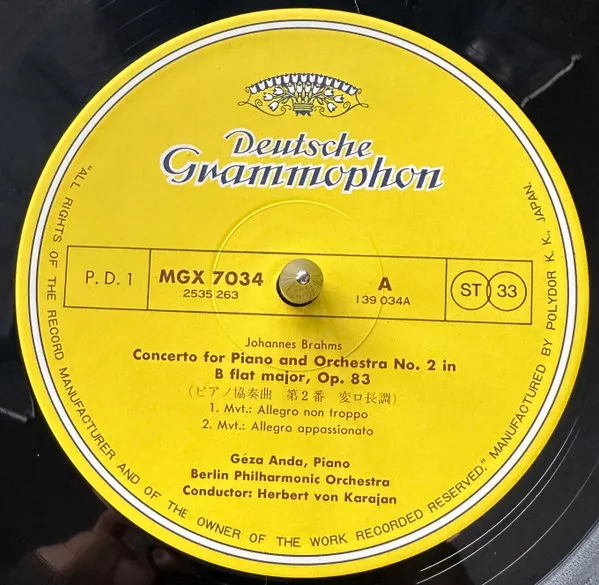 Deutsche
Grammophon
P. D. 1
MGX 7034
2535 263
A
139 034A
ST 33
Johannes Brahms
Concerto for Piano and Orchestra No. 2 in
B flat major, Op. 83
(ピアノ協奏曲 第2番 変ロ長調)
1. Mvt.: Allegro non troppo
2. Mvt.: Allegro appassionato
Géza Anda, Piano
Berlin Philharmonic Orchestra
Conductor: Herbert von Karajan
"ALL RIGHTS OF THE RECORD MANUFACTURER AND OF THE OWNER OF THE WORK RECORDED RESERVED." MANUFACTURED BY POLYDOR K. K., JAPAN.